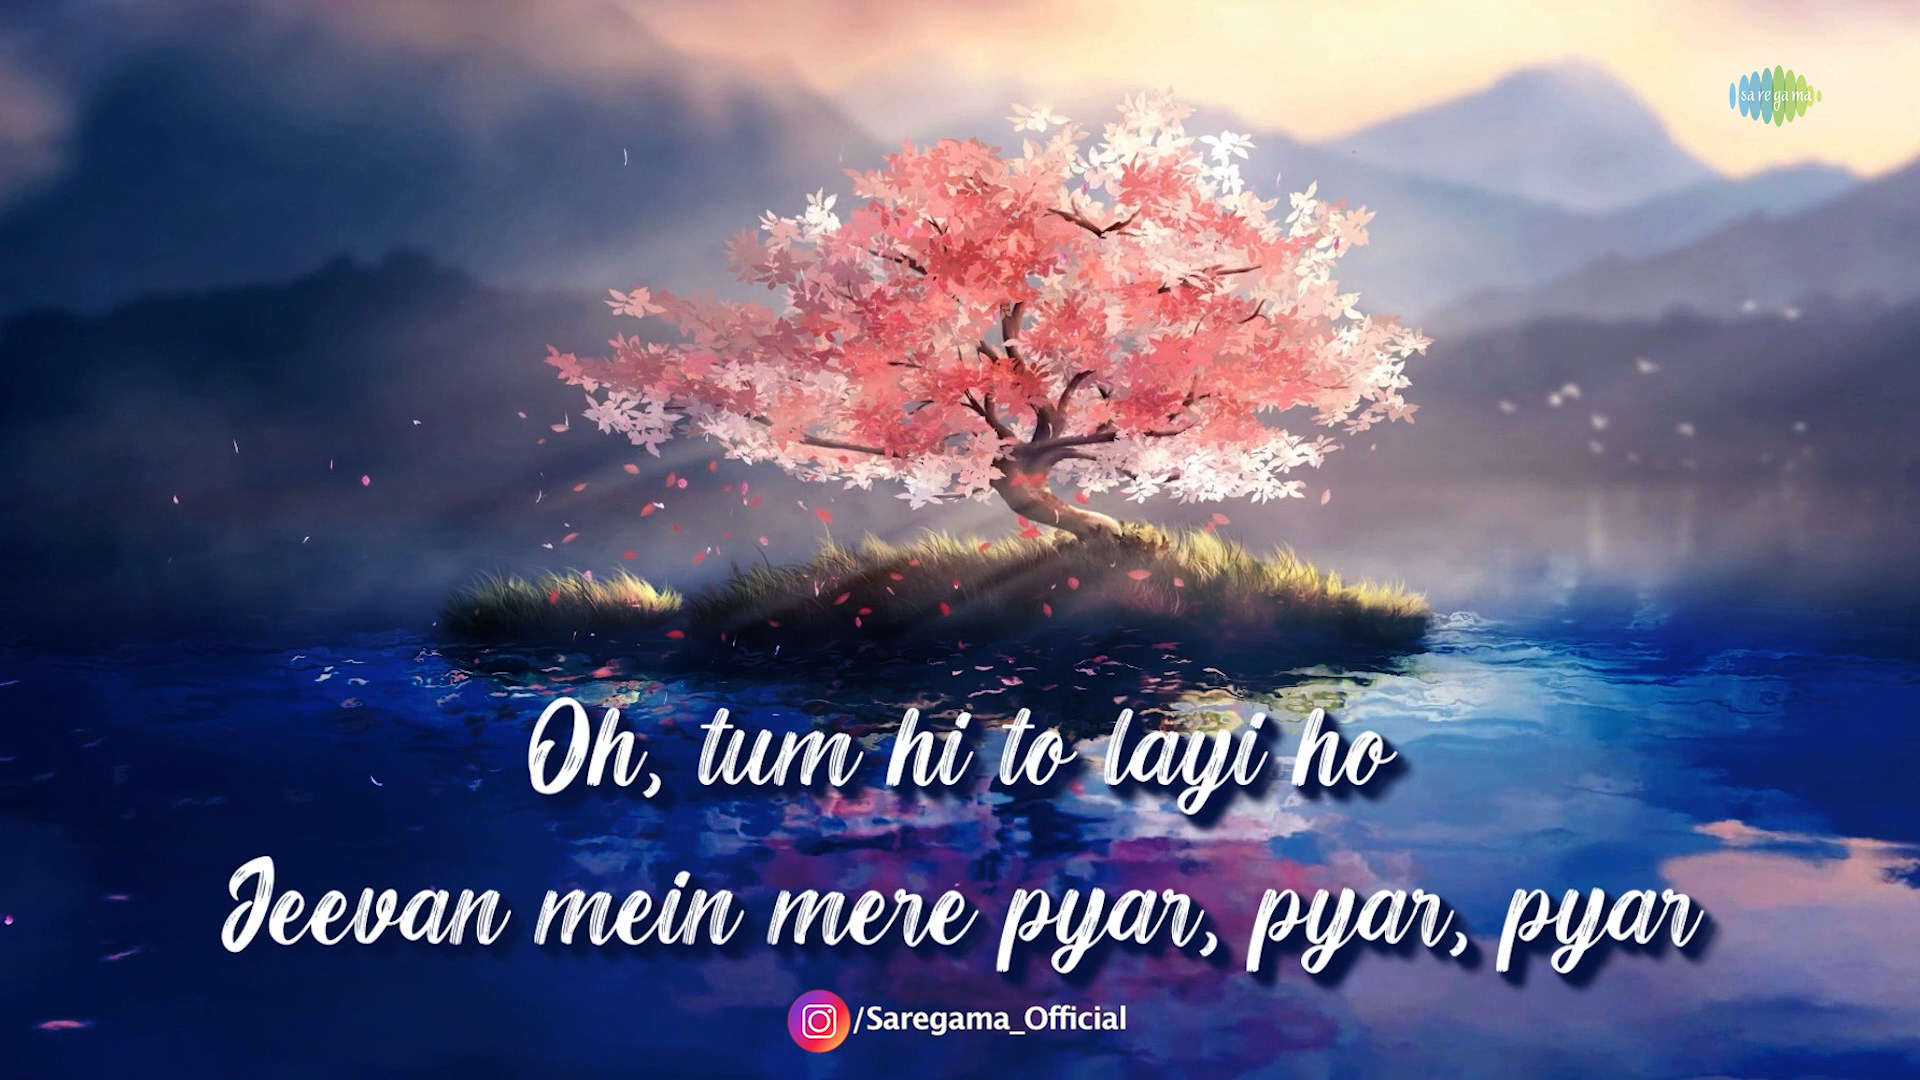 sa re ga ma
Oh, tum hi to layi ho
Jeevan mein mere pyar, pyar, pyar
/Saregama_Official